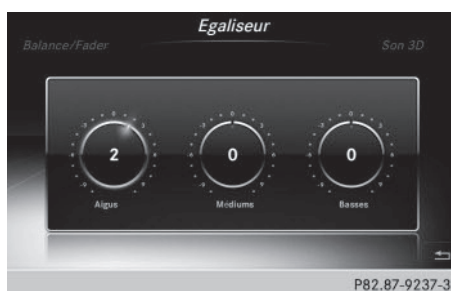 Egaliseur
Balance/Fader
Son 3D
2
0
0
Aigus
Médiums
Basses
P82.87-9237-3